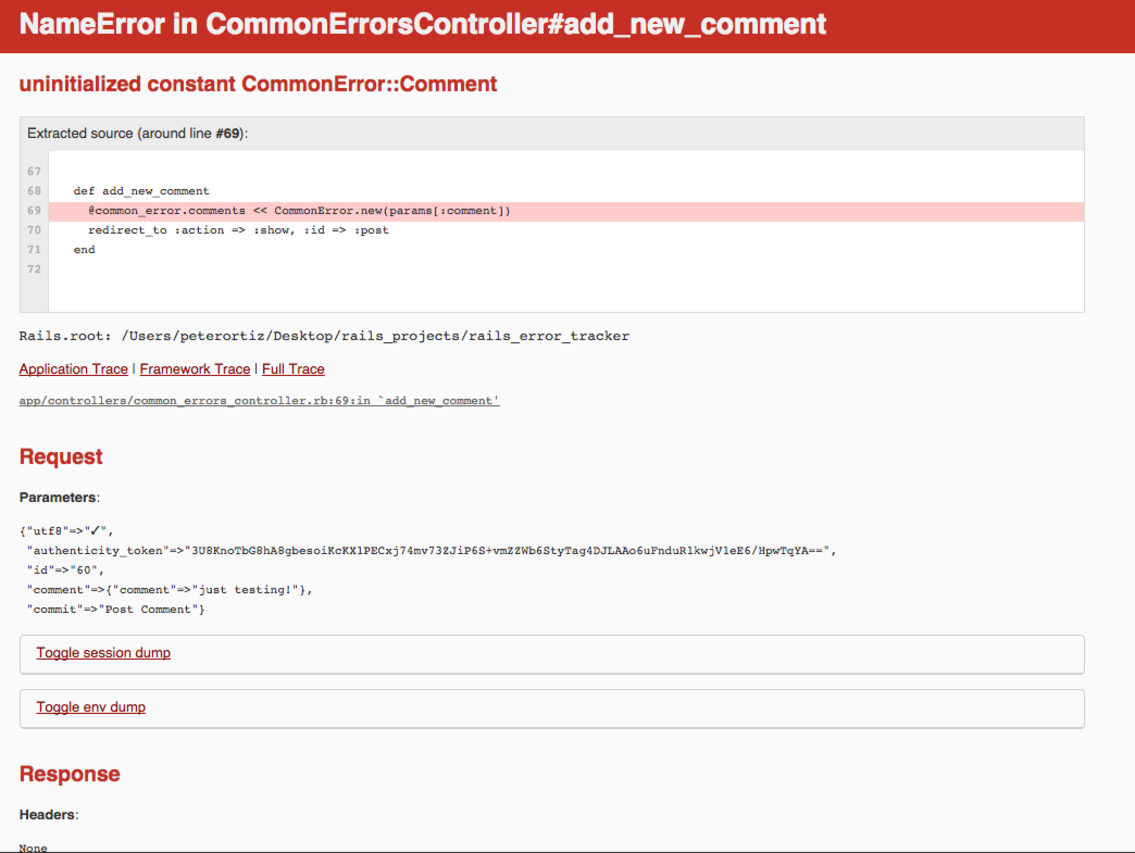 NameError in CommonErrorsController#add_new_comment
uninitialized constant CommonError::Comment
Extracted source (around line #69):
67
68 def add_new_comment
69 @common_error.comments << CommonError.new(params[:comment])
70 redirect_to :action => :show, :id => :post
71 end
72
Rails.root: /Users/peterortiz/Desktop/rails_projects/rails_error_tracker
Application Trace | Framework Trace | Full Trace
app/controllers/common_errors_controller.rb:69:in `add_new_comment'
Request
Parameters:
{"utf8"=>"✓",
"authenticity_token"=>"3U8KnoTbG8hA8gbesoiKcKX1PECxj74mv73ZJiP6S+vmZZWb6StyTag4DJLAAo6uFnduRlkwjVleE6/HpwTqYA==",
"id"=>"60",
"comment"=>{"comment"=>"just testing!"},
"commit"=>"Post Comment"}
Toggle session dump
Toggle env dump
Response
Headers:
None